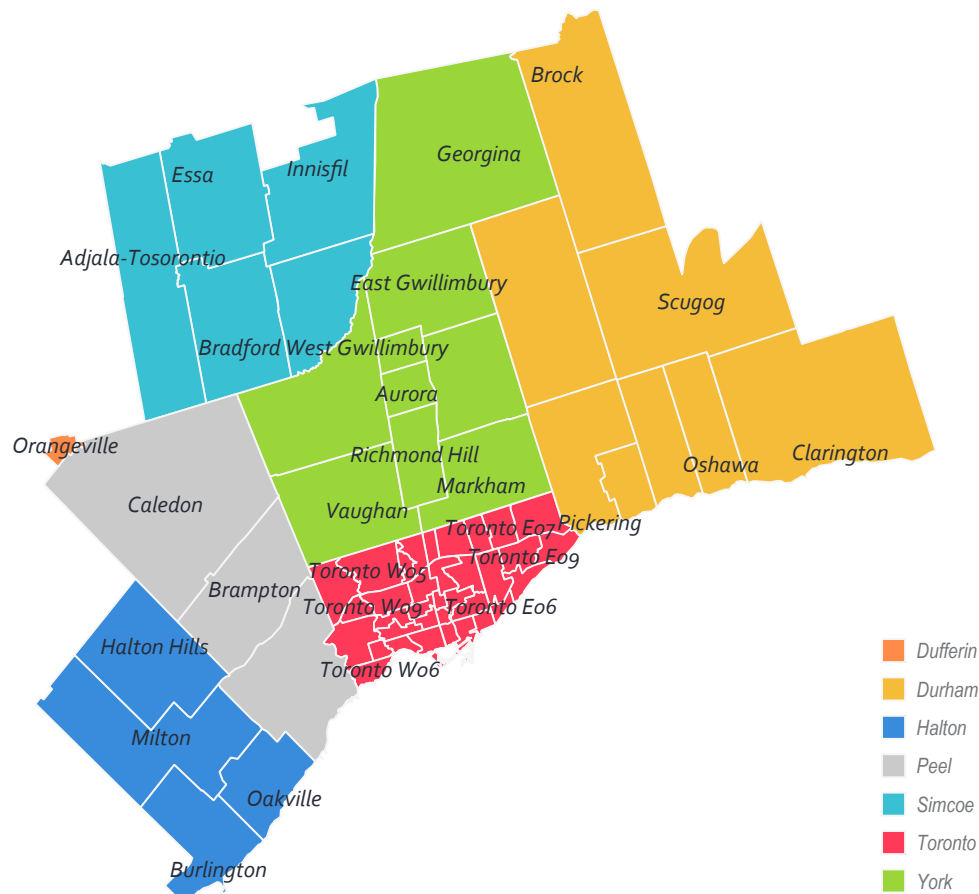 Brock
Georgina
Innisfil
Essa
Adjala-Tosorontio
East Gwillimbury
Scugog
Bradford West Gwillimbury
Aurora
Orangeville
Richmond Hill
Clarington
Oshawa
Markham
Caledon
Vaughan
Pickering
Toronto E07
Toronto E09
Toronto W05
Brampton
Toronto W09
Toronto E06
Halton Hills
Toronto W06
Milton
Oakville
Burlington
Dufferin
Durham
Halton
Peel
Simcoe
Toronto
York